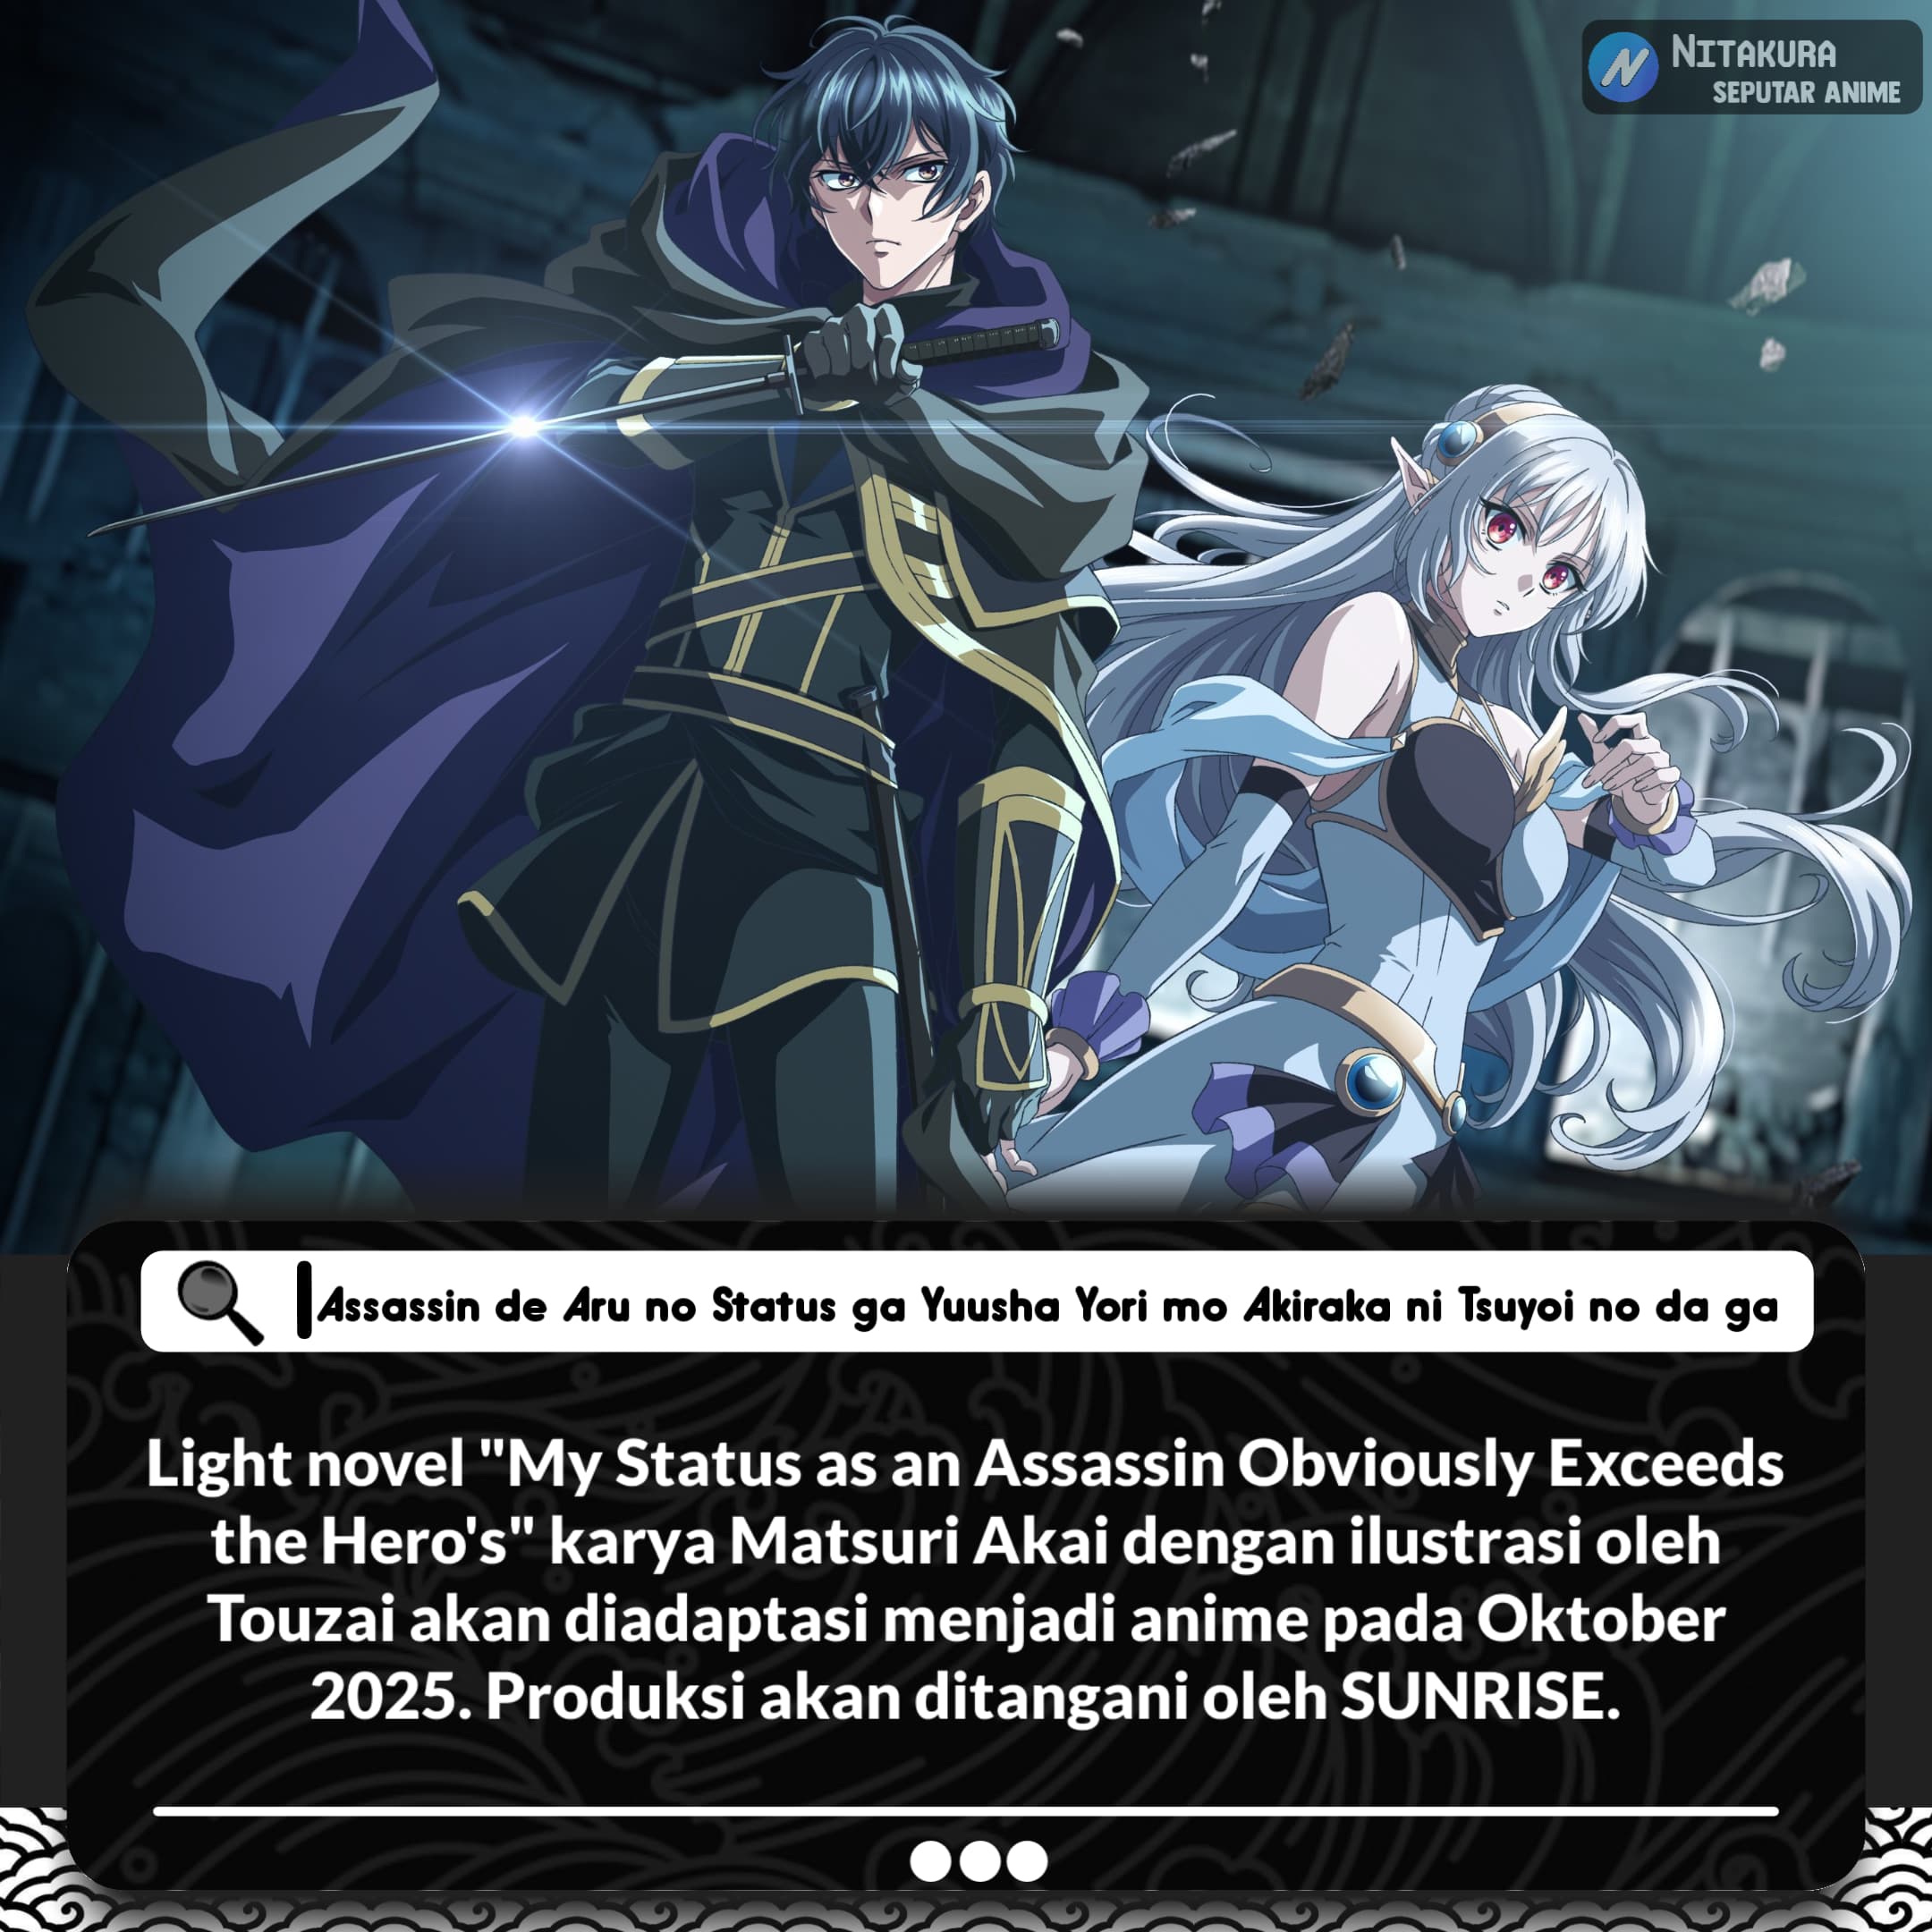 NITAKURA
SEPUTAR ANIME
Assassin de Aru no Status ga Yuusha Yori mo Akiraka ni Tsuyoi no da ga
Light novel "My Status as an Assassin Obviously Exceeds
the Hero's" karya Matsuri Akai dengan ilustrasi oleh
Touzai akan diadaptasi menjadi anime pada Oktober
2025. Produksi akan ditangani oleh SUNRISE.